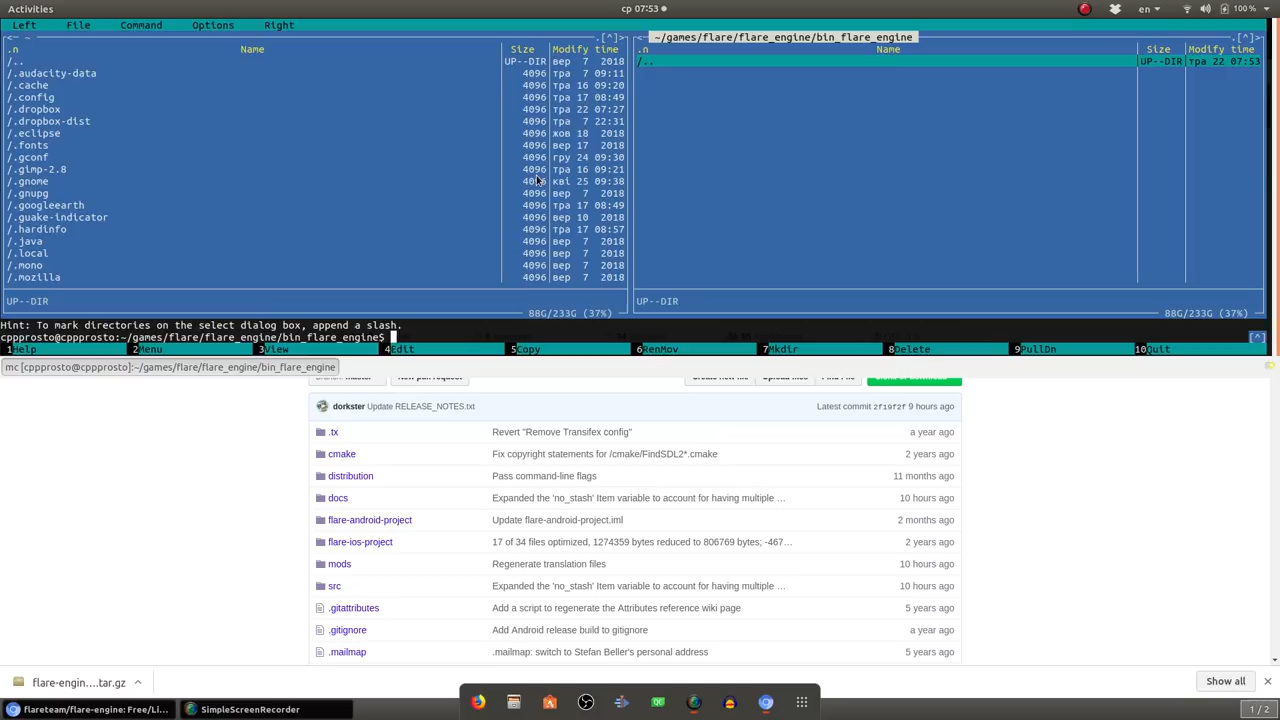 Activities
ср 07:53
en
100 %
Left File Command Options Right
<─ ~ .[^]>
.n Name Size Modify time
/.. UP--DIR вер 7 2018
/.audacity-data 4096 тра 7 09:11
/.cache 4096 тра 16 09:20
/.config 4096 тра 17 08:49
/.dropbox 4096 тра 22 07:27
/.dropbox-dist 4096 тра 7 22:31
/.eclipse 4096 жов 18 2018
/.fonts 4096 вер 17 2018
/.gconf 4096 гру 24 09:30
/.gimp-2.8 4096 тра 16 09:21
/.gnome 4096 кві 25 09:38
/.gnupg 4096 вер 7 2018
/.googleearth 4096 тра 17 08:49
/.guake-indicator 4096 вер 10 2018
/.hardinfo 4096 тра 17 08:57
/.java 4096 вер 7 2018
/.local 4096 вер 7 2018
/.mono 4096 вер 7 2018
/.mozilla 4096 вер 7 2018
UP--DIR
88G/233G (37%)
<─ ~/games/flare/flare_engine/bin_flare_engine .[^]>
.n Name Size Modify time
/.. UP--DIR тра 22 07:53
UP--DIR
88G/233G (37%)
Hint: To mark directories on the select dialog box, append a slash.
cppprosto@cppprosto:~/games/flare/flare_engine/bin_flare_engine$ [^]
1Help 2Menu 3View 4Edit 5Copy 6RenMov 7Mkdir 8Delete 9PullDn 10Quit
mc [cppprosto@cppprosto]:~/games/flare/flare_engine/bin_flare_engine
dorkster Update RELEASE_NOTES.txt Latest commit 2f19f2f 9 hours ago
.tx Revert "Remove Transifex config" a year ago
cmake Fix copyright statements for /cmake/FindSDL2*.cmake 2 years ago
distribution Pass command-line flags 11 months ago
docs Expanded the 'no_stash' Item variable to account for having multiple … 10 hours ago
flare-android-project Update flare-android-project.iml 2 months ago
flare-ios-project 17 of 34 files optimized, 1274359 bytes reduced to 806769 bytes; -467… 2 years ago
mods Regenerate translation files 10 hours ago
src Expanded the 'no_stash' Item variable to account for having multiple … 10 hours ago
.gitattributes Add a script to regenerate the Attributes reference wiki page 5 years ago
.gitignore Add Android release build to gitignore a year ago
.mailmap .mailmap: switch to Stefan Beller's personal address 5 years ago
flare-engin....tar.gz
Show all
flareteam/flare-engine: Free/Li...
SimpleScreenRecorder
1 / 2